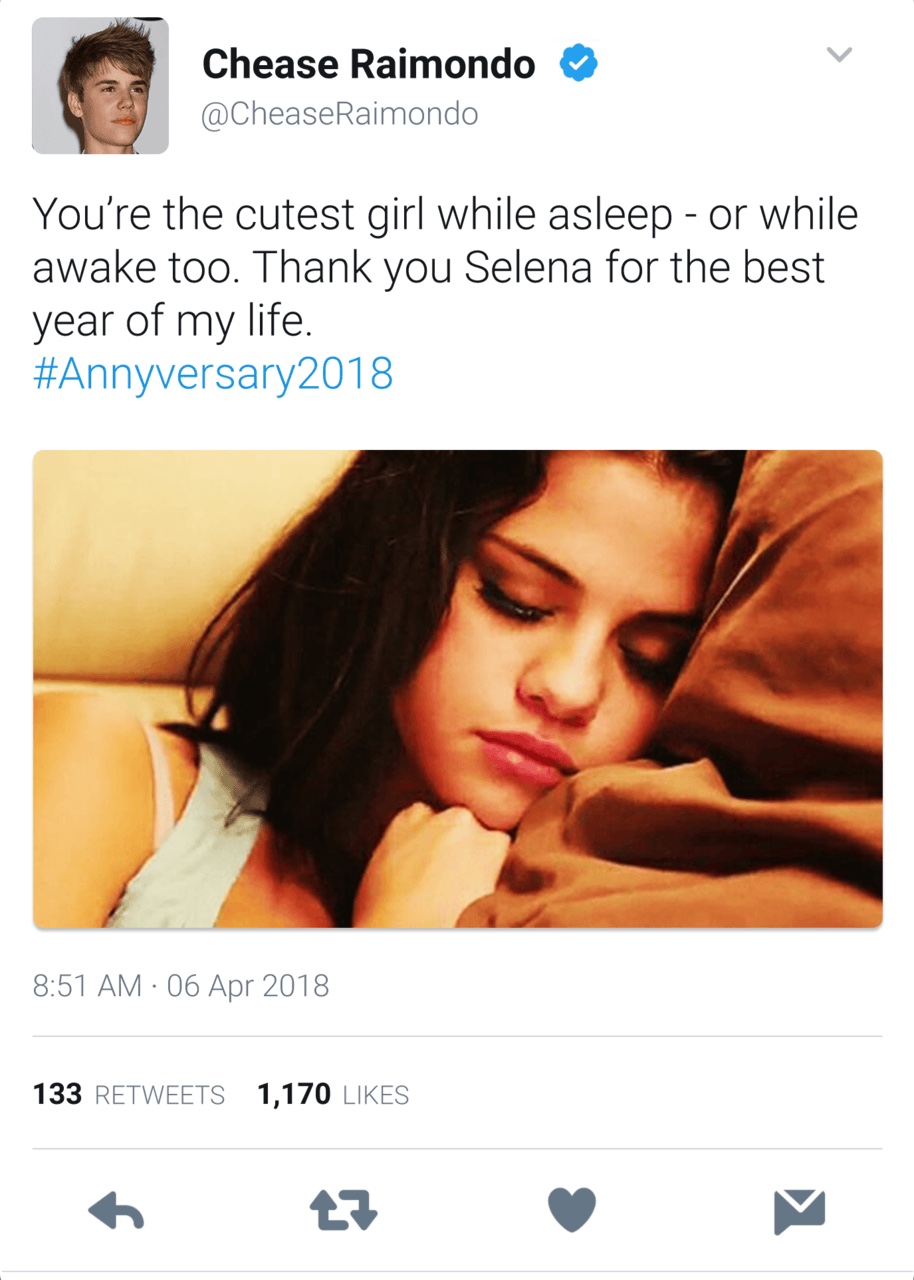 Chease Raimondo
@CheaseRaimondo
You’re the cutest girl while asleep - or while
awake too. Thank you Selena for the best
year of my life.
#Annyversary2018
8:51 AM · 06 Apr 2018
133 RETWEETS 1,170 LIKES